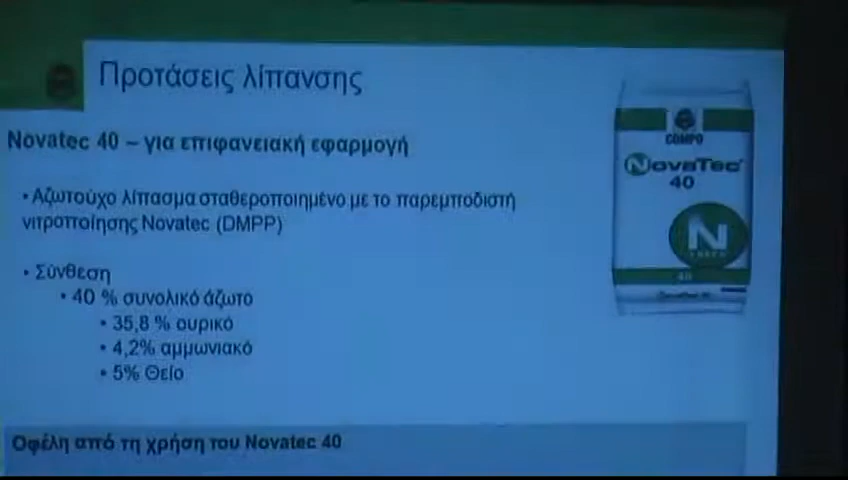 Προτάσεις λίπανσης
Novatec 40 – για επιφανειακή εφαρμογή
• Αζωτούχο λίπασμα σταθεροποιημένο με το παρεμποδιστή
νιτροποίησης Novatec (DMPP)
• Σύνθεση
• 40 % συνολικό άζωτο
• 35,8 % ουρικό
• 4,2% αμμωνιακό
• 5% Θείο
Οφέλη από τη χρήση του Novatec 40
COMPO
NovaTec
40
N